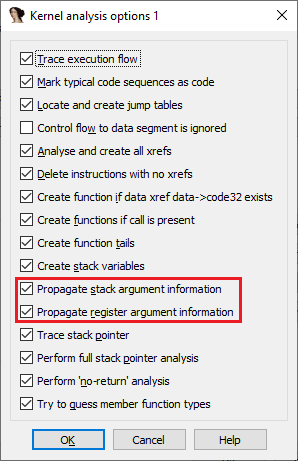 Kernel analysis options 1
Trace execution flow
Mark typical code sequences as code
Locate and create jump tables
Control flow to data segment is ignored
Analyse and create all xrefs
Delete instructions with no xrefs
Create function if data xref data->code32 exists
Create functions if call is present
Create function tails
Create stack variables
Propagate stack argument information
Propagate register argument information
Trace stack pointer
Perform full stack pointer analysis
Perform 'no-return' analysis
Try to guess member function types
OK
Cancel
Help